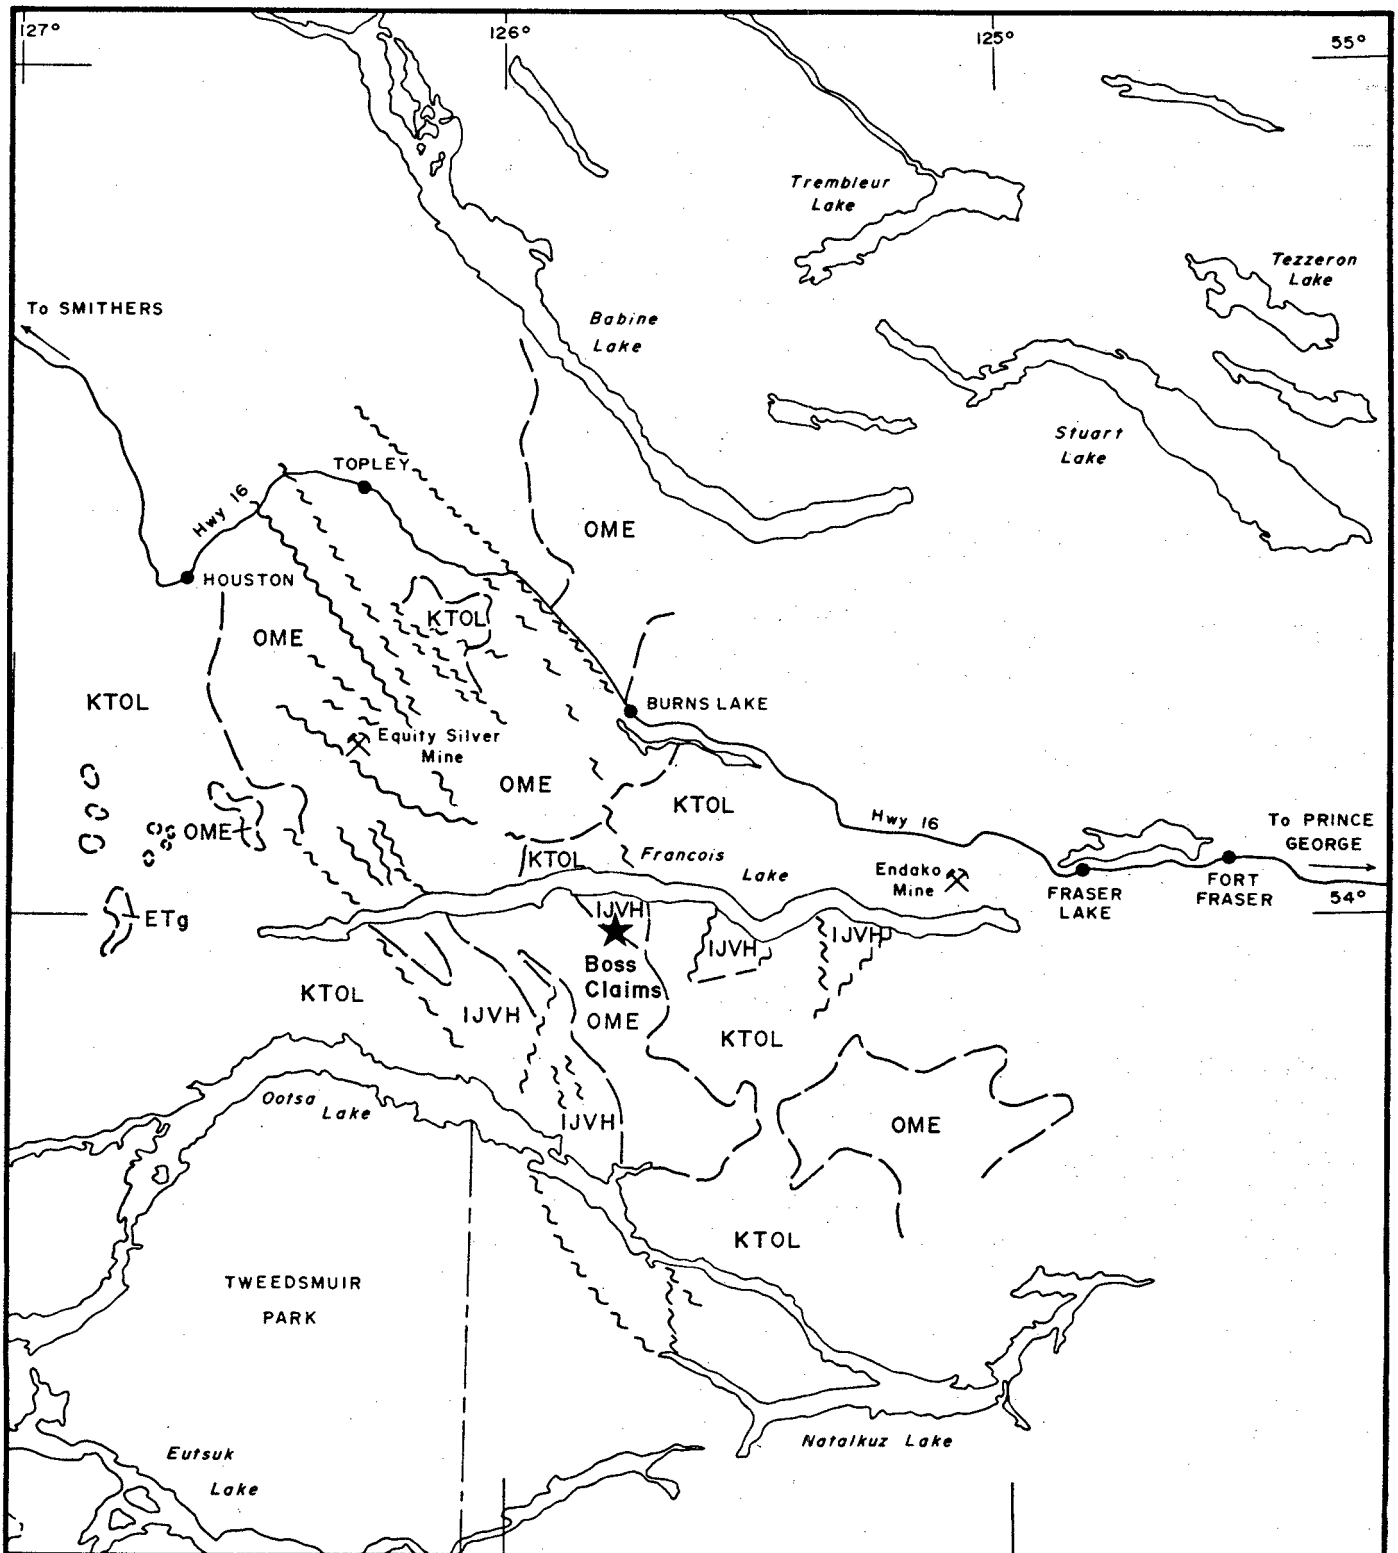 127°
126°
125°
55°
Trembleur
Lake
Tezzeron
Lake
To SMITHERS
Babine
Lake
Stuart
Lake
TOPLEY
Hwy 16
OME
HOUSTON
KTOL
OME
KTOL
BURNS LAKE
Equity Silver
Mine
OME
KTOL
OME
Hwy 16
To PRINCE
GEORGE
KTOL
Francois
Lake
Endako
Mine
FRASER
LAKE
FORT
FRASER
54°
ETg
IJVH
IJVH
IJVH
Boss
Claims
KTOL
IJVH
OME
KTOL
Ootsa
Lake
IJVH
OME
KTOL
TWEEDSMUIR
PARK
Natalkuz Lake
Eutsuk
Lake